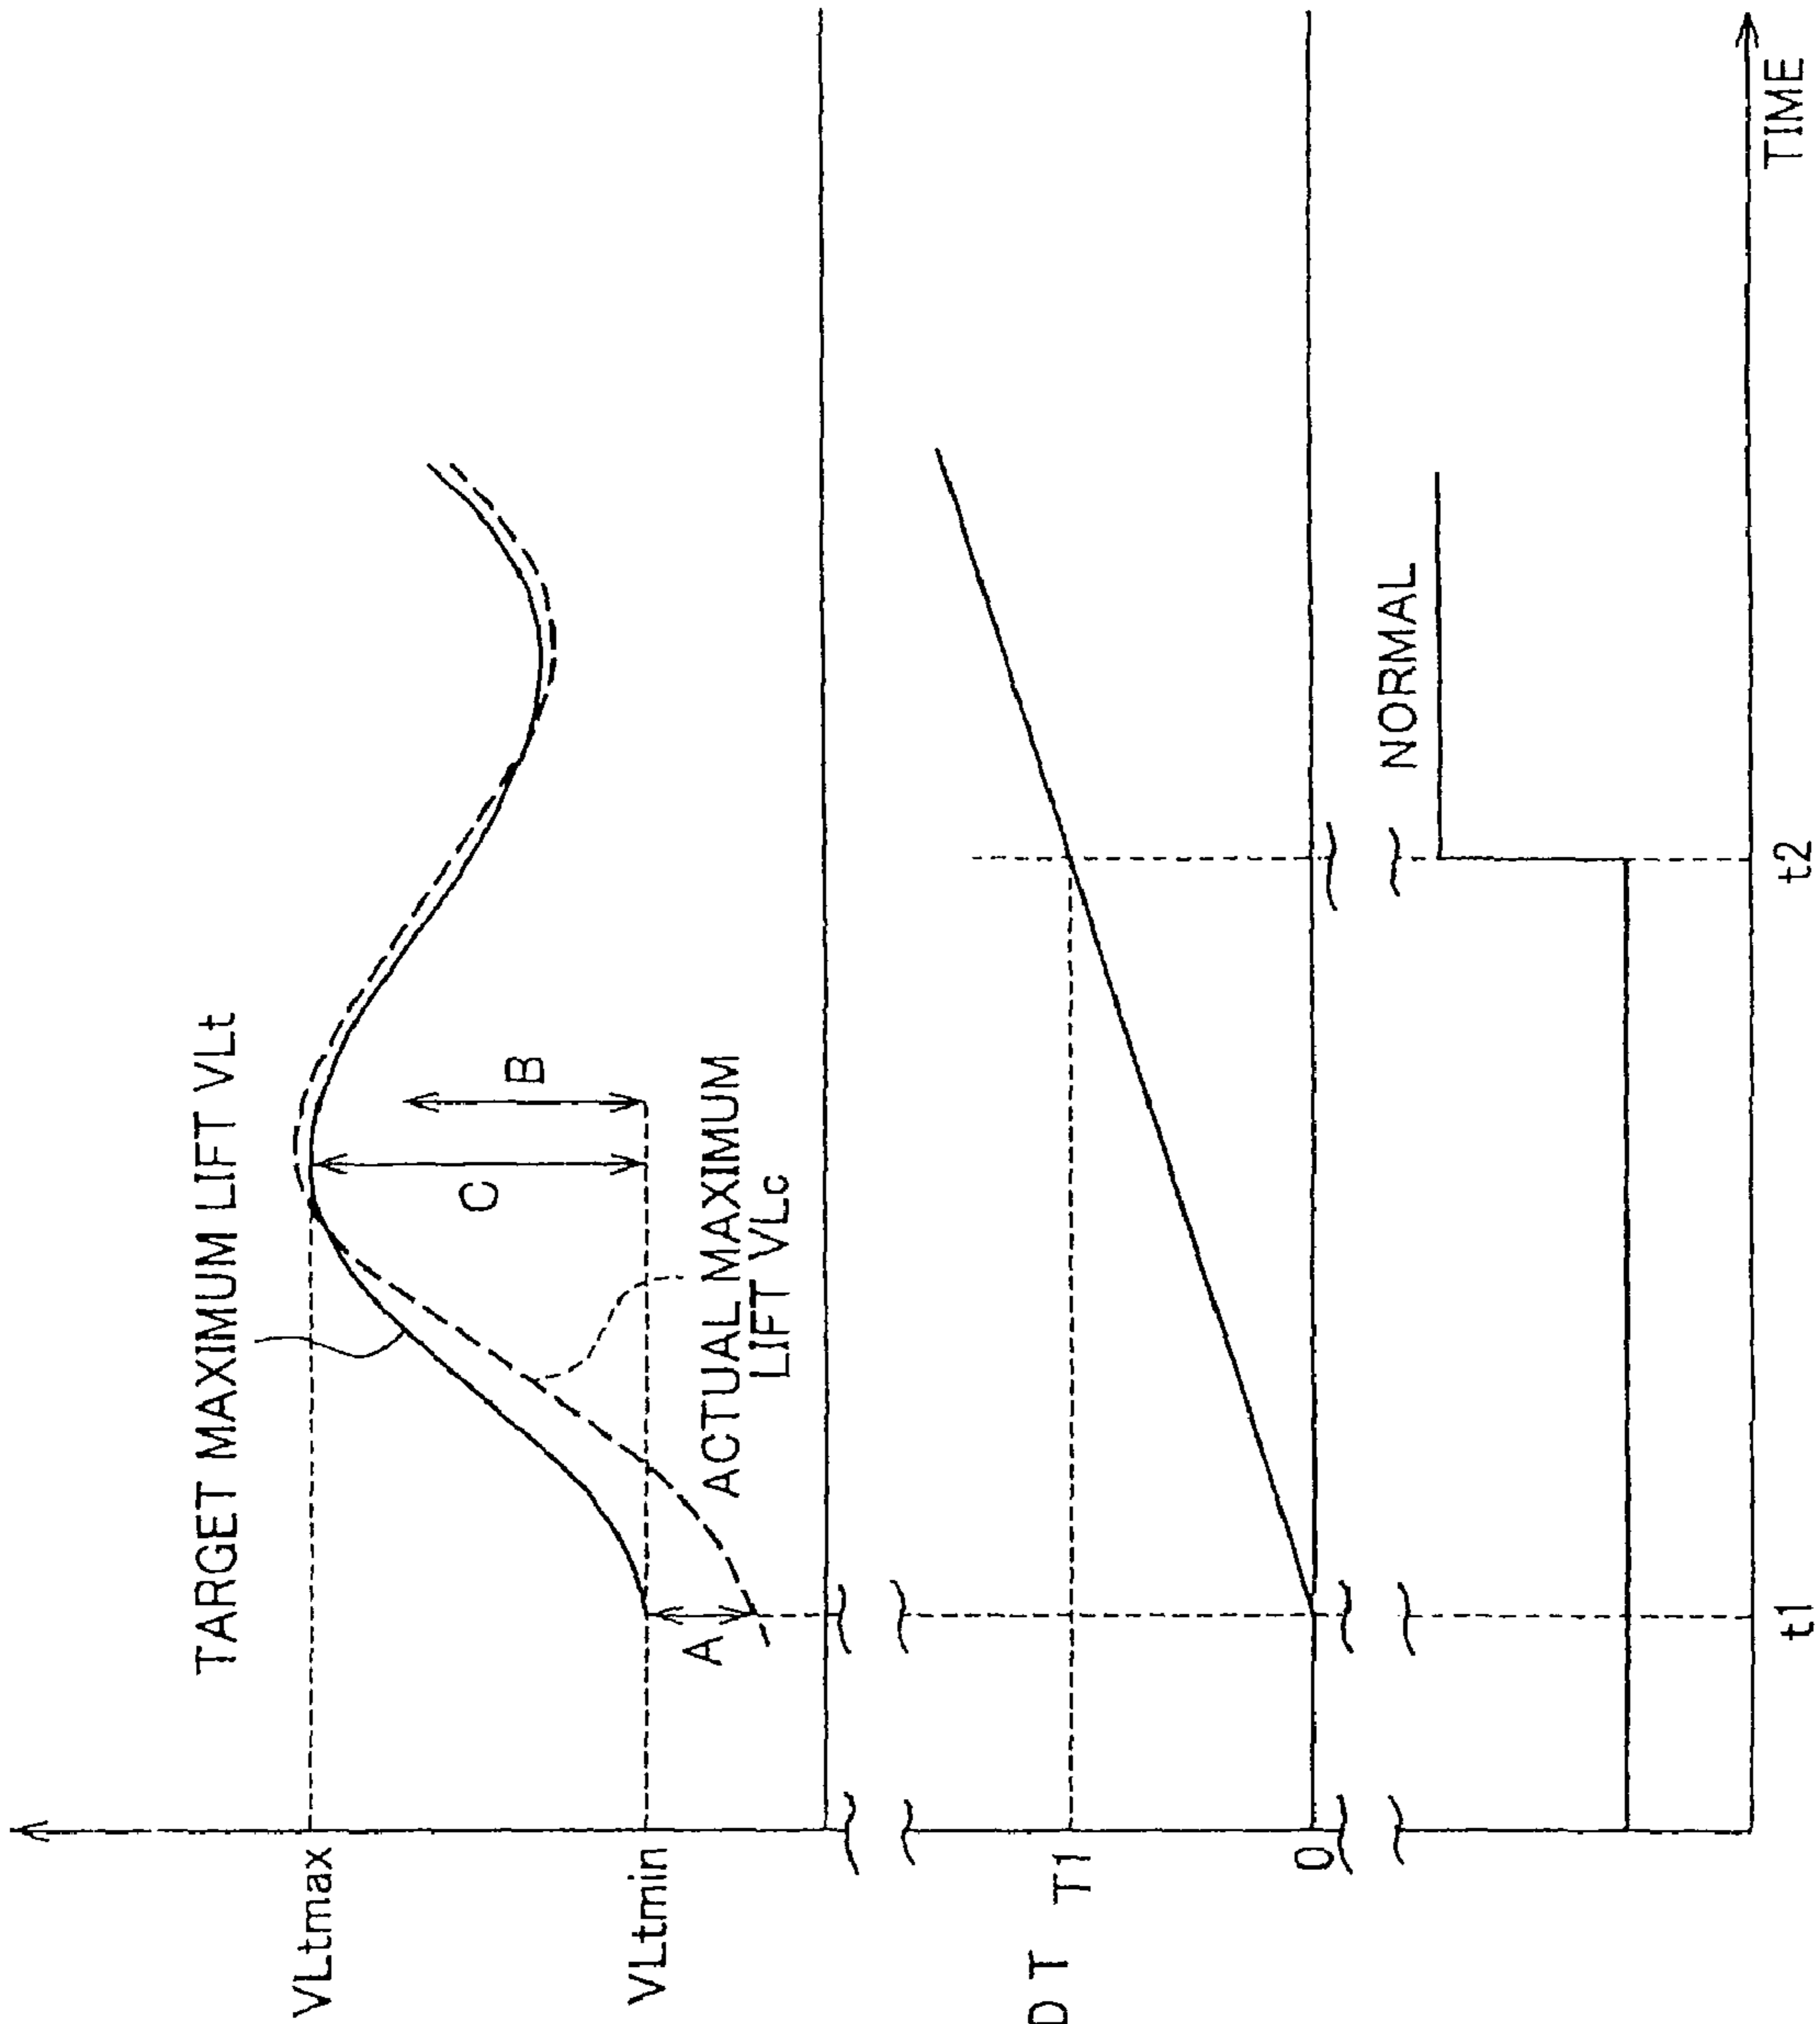 TARGET MAXIMUM LIFT VLt
VLtmax
C
B
VLtmin
A
ACTUAL MAXIMUM
LIFT VLc
D T
T1
0
NORMAL
t1
t2
TIME